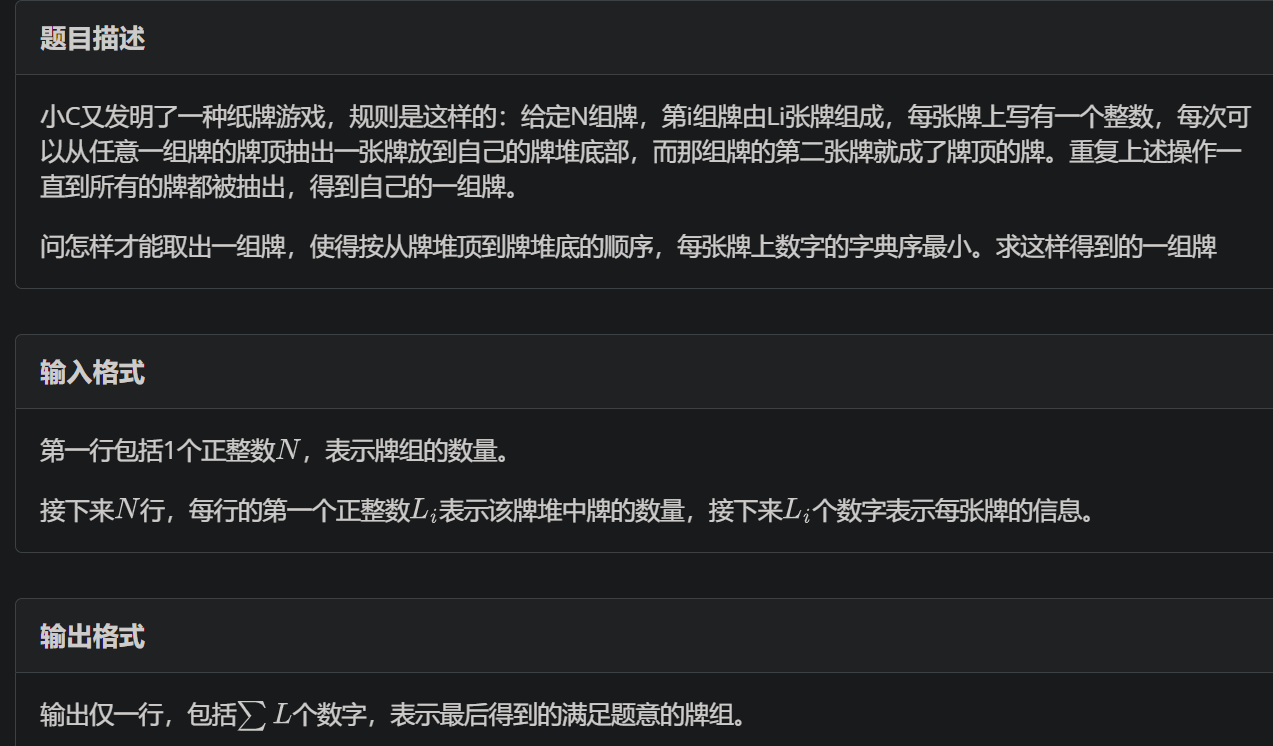 题目描述
小C又发明了一种纸牌游戏，规则是这样的：给定N组牌，第i组牌由Li张牌组成，每张牌上写有一个整数，每次可
以从任意一组牌的牌顶抽出一张牌放到自己的牌堆底部，而那组牌的第二张牌就成了牌顶的牌。重复上述操作一
直到所有的牌都被抽出，得到自己的一组牌。
问怎样才能取出一组牌，使得按从牌堆顶到牌堆底的顺序，每张牌上数字的字典序最小。求这样得到的一组牌
输入格式
第一行包括1个正整数N，表示牌组的数量。
接下来N行，每行的第一个正整数Li表示该牌堆中牌的数量，接下来Li个数字表示每张牌的信息。
输出格式
输出仅一行，包括∑L个数字，表示最后得到的满足题意的牌组。